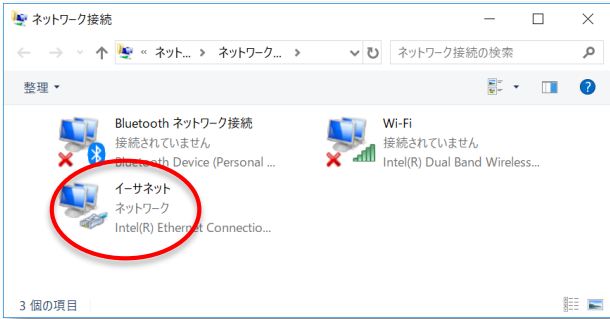 ネットワーク接続
« ネット... › ネットワーク... ›
ネットワーク接続の検索
整理
Bluetooth ネットワーク接続
接続されていません
Bluetooth Device (Personal ...
Wi-Fi
接続されていません
Intel(R) Dual Band Wireless...
イーサネット
ネットワーク
Intel(R) Ethernet Connectio...
3 個の項目